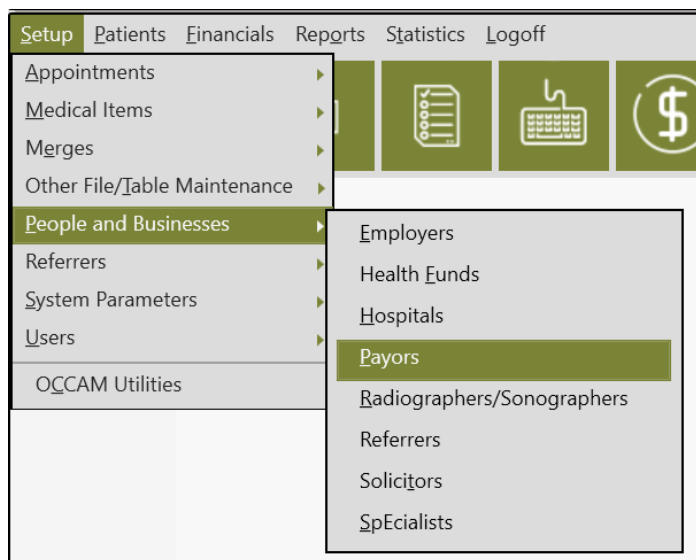 Setup Patients Financials Reports Statistics Logoff
Appointments
Medical Items
Merges
Other File/Table Maintenance
People and Businesses
Referrers
System Parameters
Users
OCCAM Utilities
Employers
Health Funds
Hospitals
Payors
Radiographers/Sonographers
Referrers
Solicitors
SpEcialists